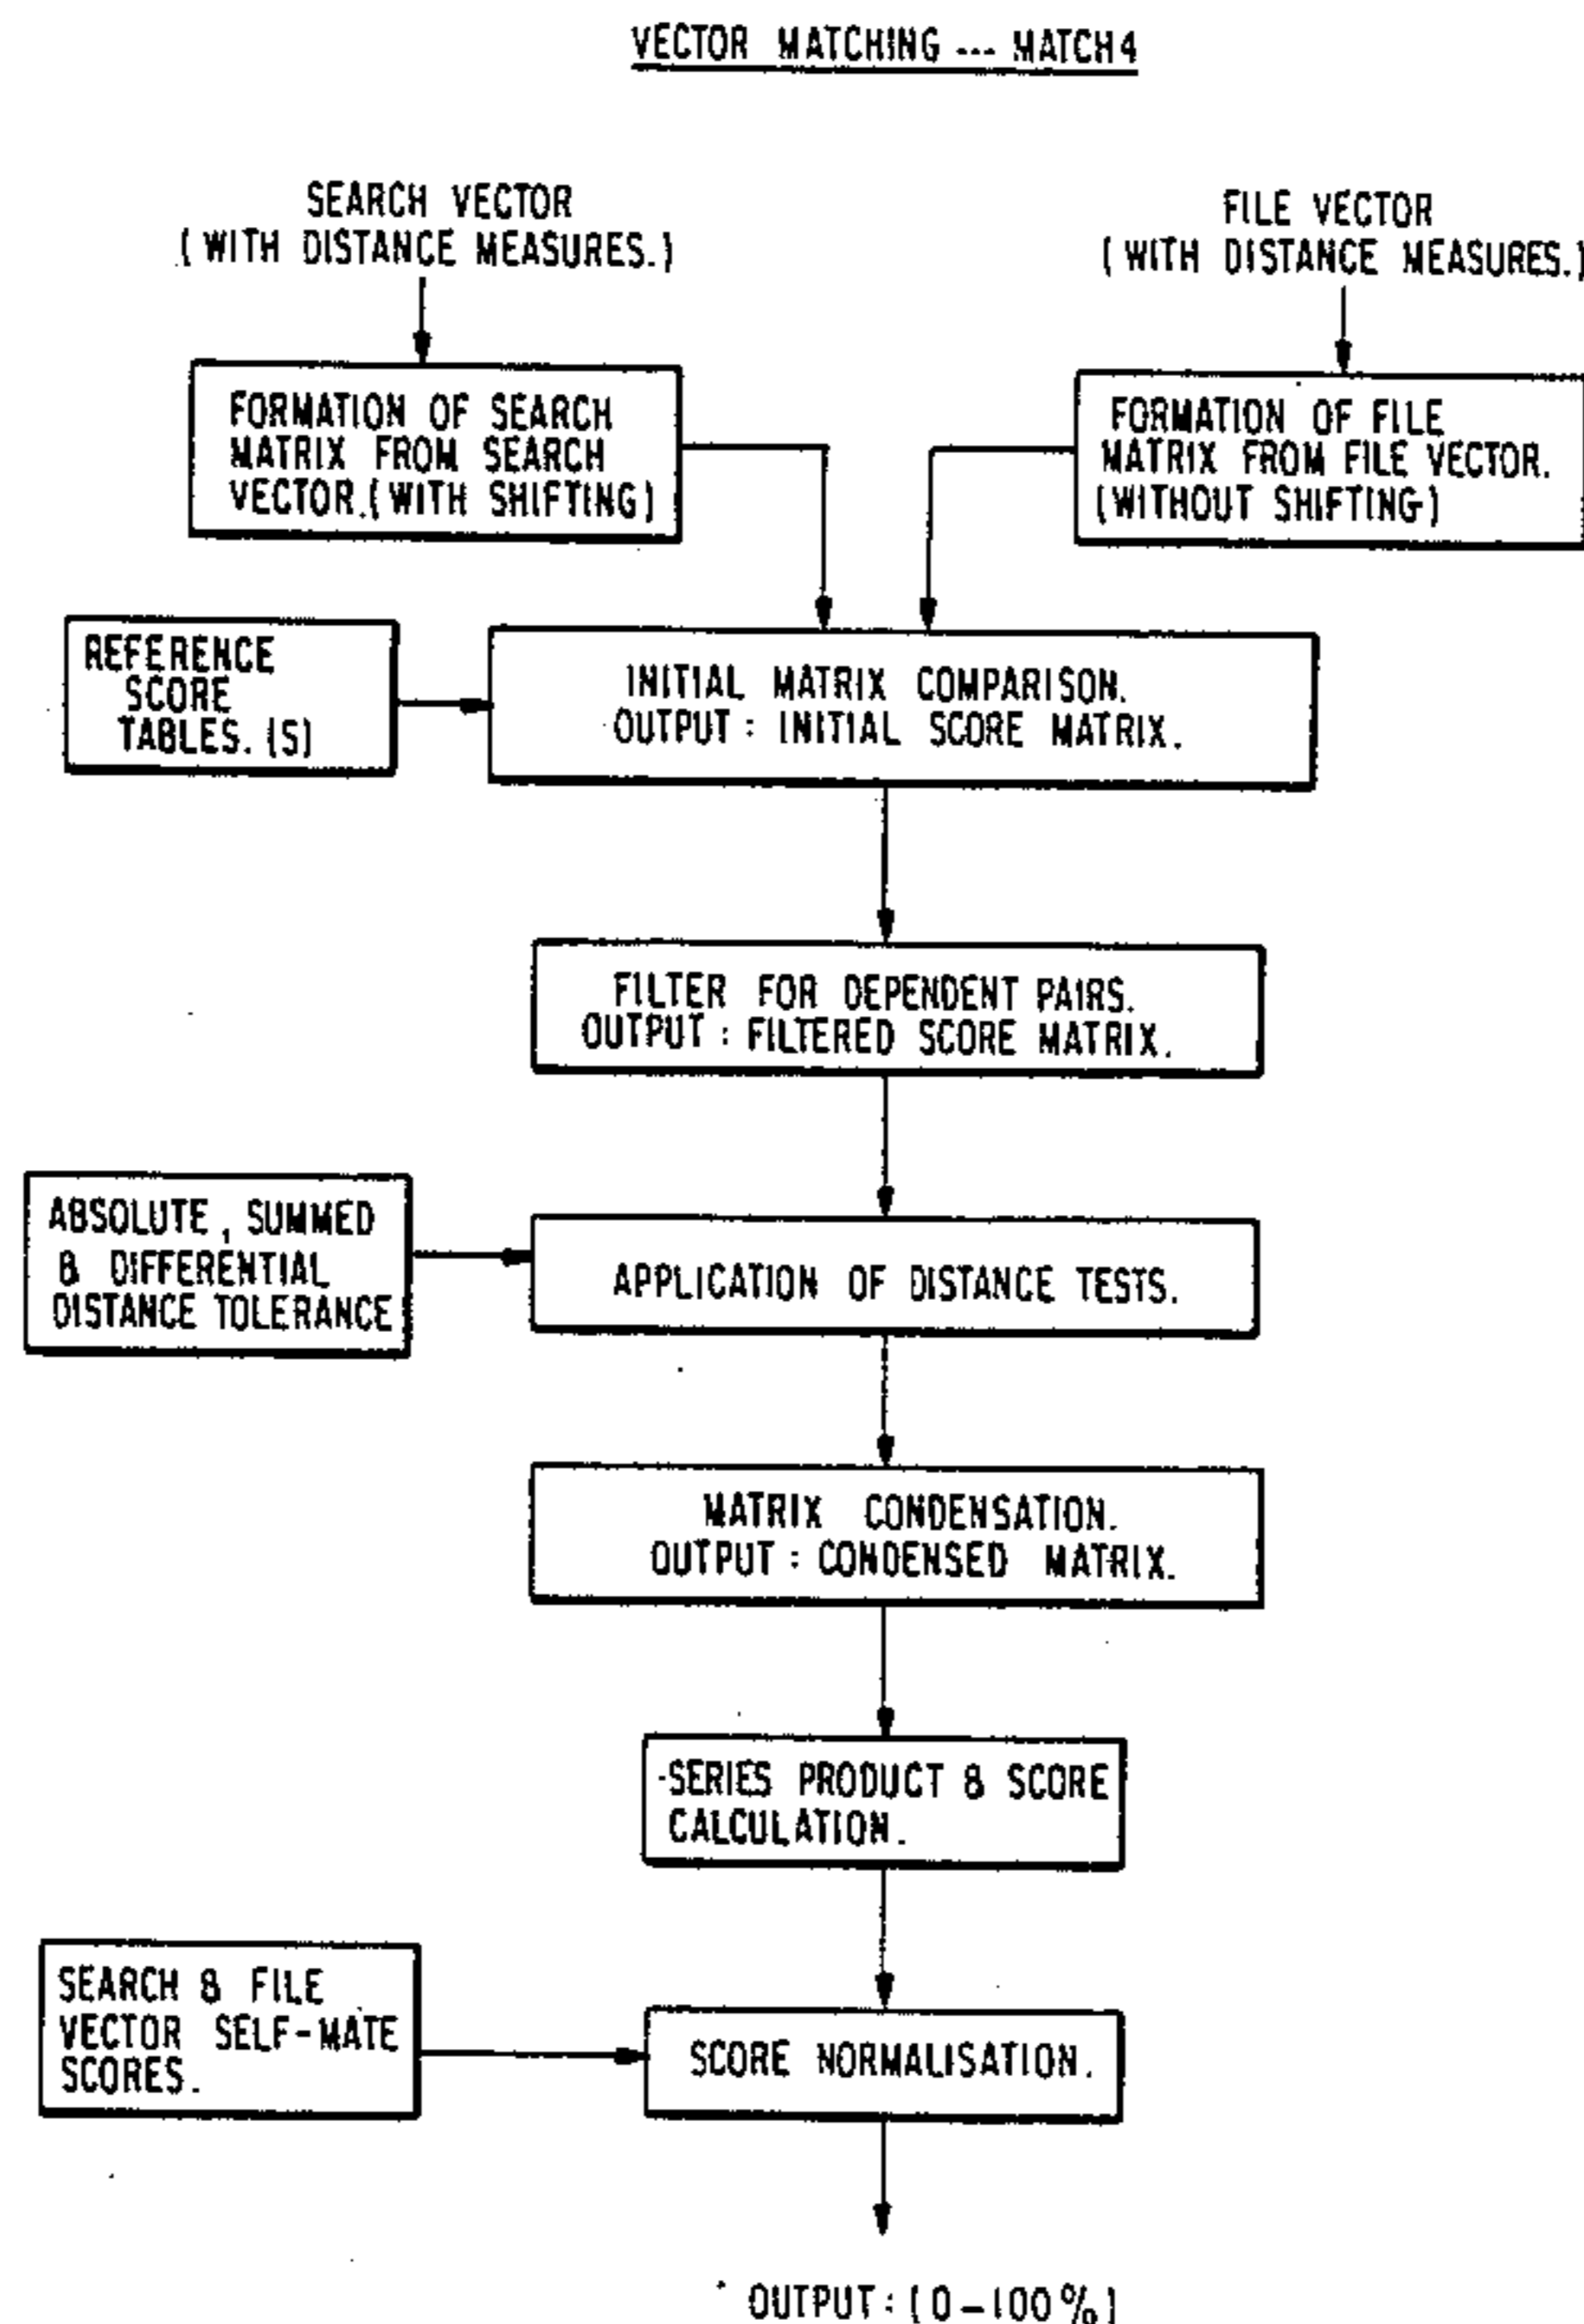 VECTOR MATCHING --- MATCH4
SEARCH VECTOR
(WITH DISTANCE MEASURES.)
FILE VECTOR
(WITH DISTANCE MEASURES.)
FORMATION OF SEARCH
MATRIX FROM SEARCH
VECTOR.(WITH SHIFTING)
FORMATION OF FILE
MATRIX FROM FILE VECTOR.
(WITHOUT SHIFTING)
REFERENCE
SCORE
TABLES.(S)
INITIAL MATRIX COMPARISON.
OUTPUT : INITIAL SCORE MATRIX.
FILTER FOR DEPENDENT PAIRS.
OUTPUT : FILTERED SCORE MATRIX.
ABSOLUTE, SUMMED
& DIFFERENTIAL
DISTANCE TOLERANCE
APPLICATION OF DISTANCE TESTS.
MATRIX CONDENSATION.
OUTPUT : CONDENSED MATRIX.
SERIES PRODUCT & SCORE
CALCULATION.
SEARCH & FILE
VECTOR SELF-MATE
SCORES.
SCORE NORMALISATION.
OUTPUT : (0-100%)